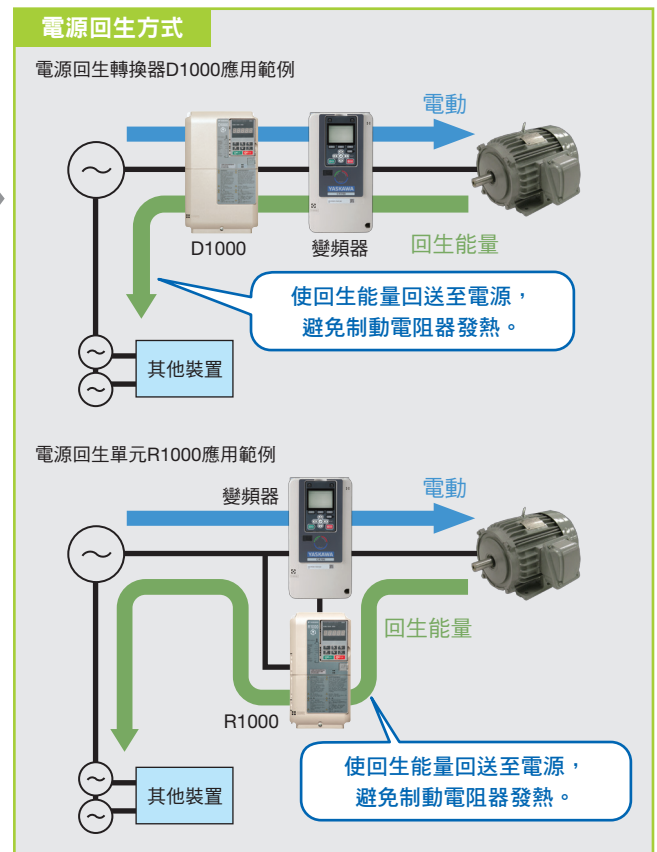 電源回生方式
電源回生轉換器D1000應用範例
電動
YASKAWA
D1000
變頻器
回生能量
使回生能量回送至電源，
避免制動電阻器發熱。
其他裝置
電源回生單元R1000應用範例
變頻器
電動
YASKAWA
回生能量
R1000
使回生能量回送至電源，
避免制動電阻器發熱。
其他裝置